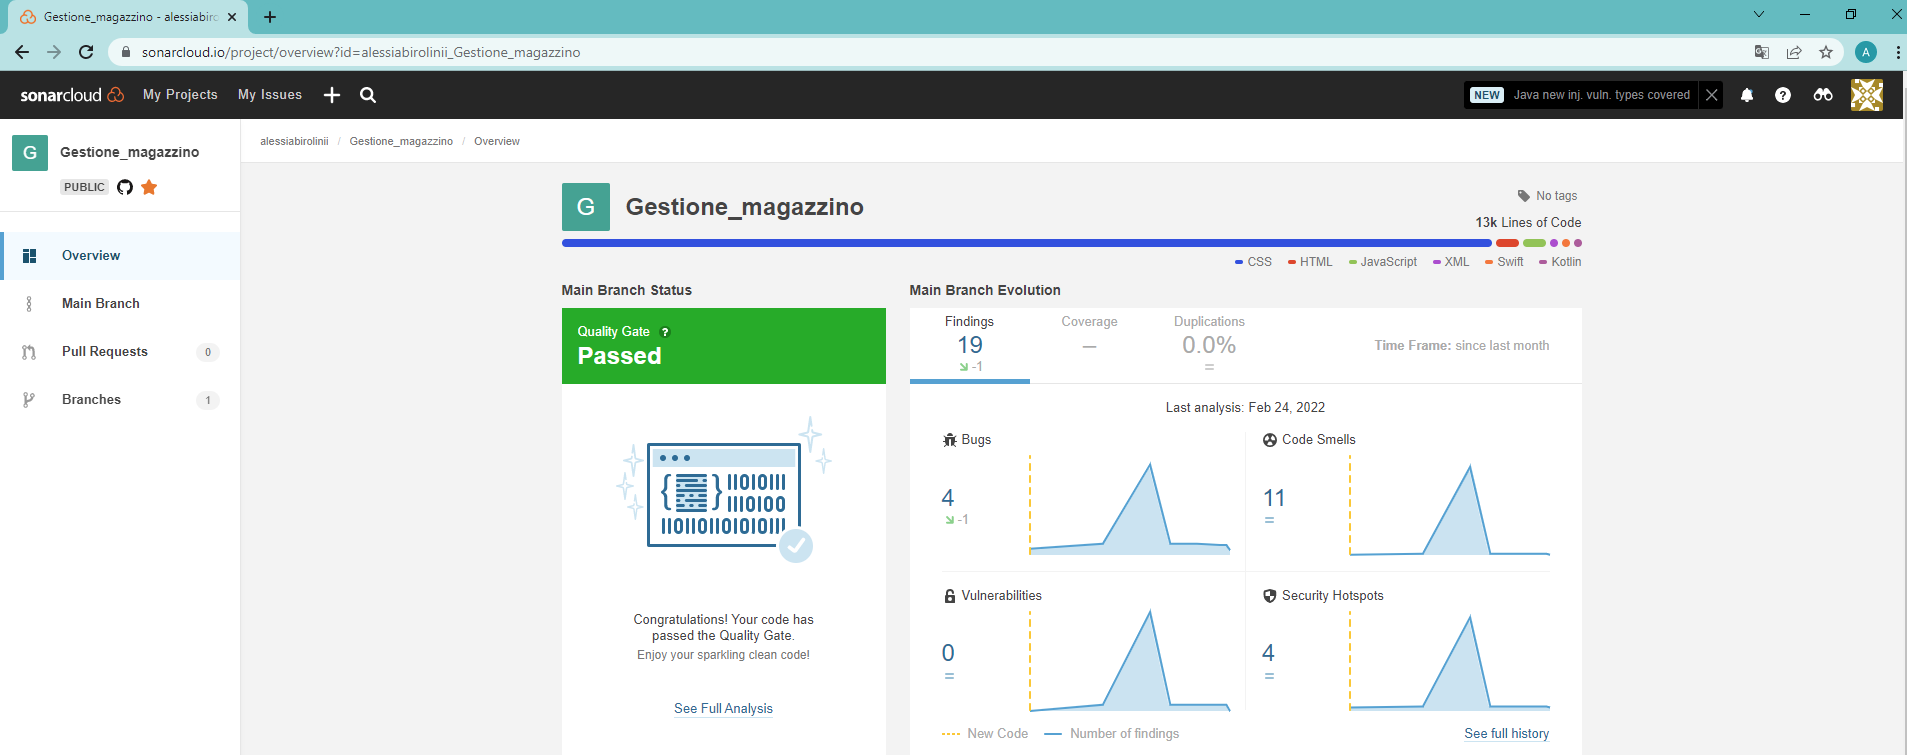 Gestione_magazzino - alessiabiro
sonarcloud.io/project/overview?id=alessiabirolinii_Gestione_magazzino
A
sonarcloud My Projects My Issues
NEW Java new inj. vuln. types covered
G Gestione_magazzino
PUBLIC
Overview
Main Branch
Pull Requests 0
Branches 1
alessiabirolinii / Gestione_magazzino / Overview
G Gestione_magazzino
No tags
13k Lines of Code
CSS HTML JavaScript XML Swift Kotlin
Main Branch Status
Quality Gate ?
Passed
Congratulations! Your code has
passed the Quality Gate.
Enjoy your sparkling clean code!
See Full Analysis
Main Branch Evolution
Findings Coverage Duplications
19 — 0.0%
-1 =
Time Frame: since last month
Last analysis: Feb 24, 2022
Bugs
4
-1
Code Smells
11
=
Vulnerabilities
0
=
Security Hotspots
4
=
New Code Number of findings
See full history